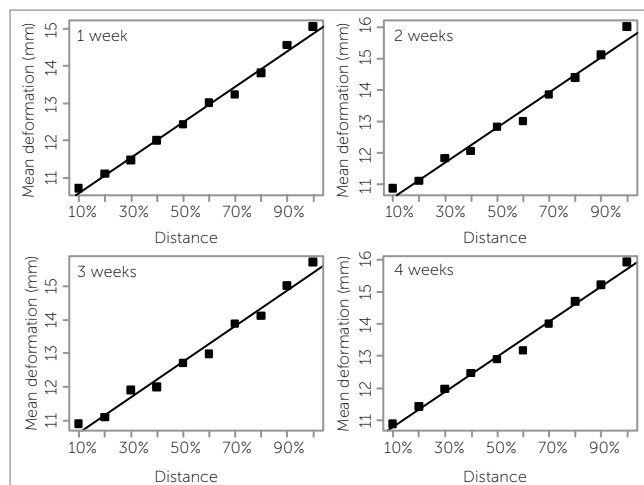 1 week
Mean deformation (mm)
15
14
13
12
11
10% 30% 50% 70% 90%
Distance
2 weeks
Mean deformation (mm)
16
15
14
13
12
11
10% 30% 50% 70% 90%
Distance
3 weeks
Mean deformation (mm)
15
14
13
12
11
10% 30% 50% 70% 90%
Distance
4 weeks
Mean deformation (mm)
16
15
14
13
12
11
10% 30% 50% 70% 90%
Distance